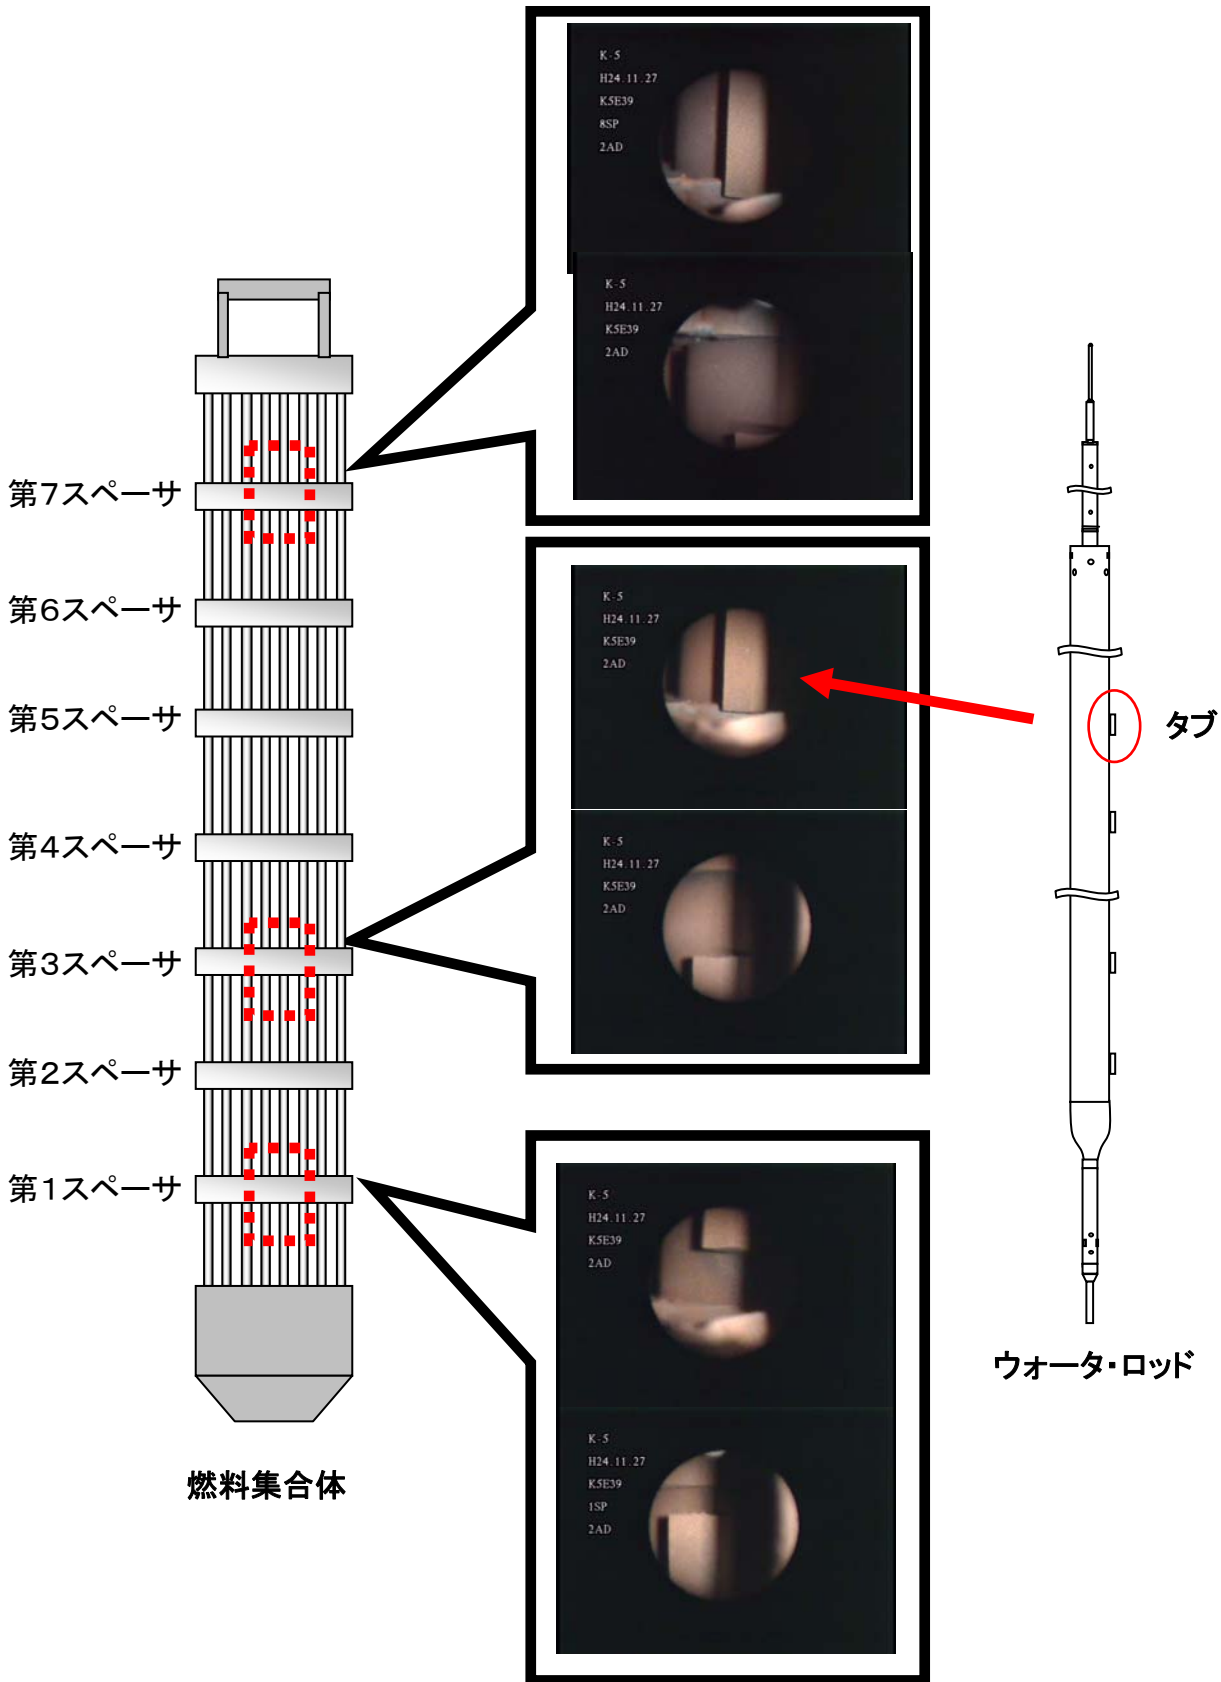 K-5
H24.11.27
K5E39
8SP
2AD
K-5
H24.11.27
K5E39
2AD
第7スペーサ
第6スペーサ
第5スペーサ
第4スペーサ
第3スペーサ
第2スペーサ
第1スペーサ
燃料集合体
K-5
H24.11.27
K5E39
2AD
K-5
H24.11.27
K5E39
2AD
K-5
H24.11.27
K5E39
2AD
K-5
H24.11.27
K5E39
1SP
2AD
タブ
ウォータ・ロッド